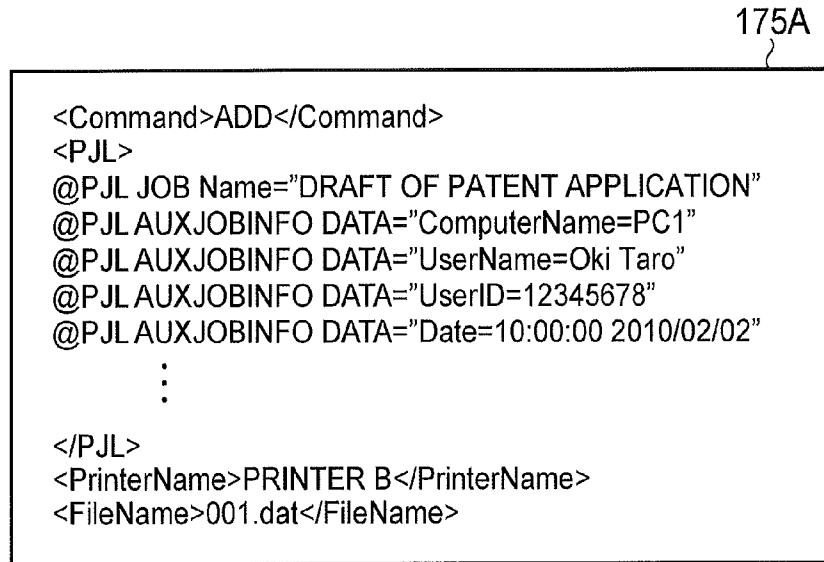 175A
<Command>ADD</Command>
<PJL>
@PJL JOB Name=”DRAFT OF PATENT APPLICATION”
@PJL AUXJOBINFO DATA=”ComputerName=PC1”
@PJL AUXJOBINFO DATA=”UserName=Oki Taro”
@PJL AUXJOBINFO DATA=”UserID=12345678”
@PJL AUXJOBINFO DATA=”Date=10:00:00 2010/02/02”
</PJL>
<PrinterName>PRINTER B</PrinterName>
<FileName>001.dat</FileName>